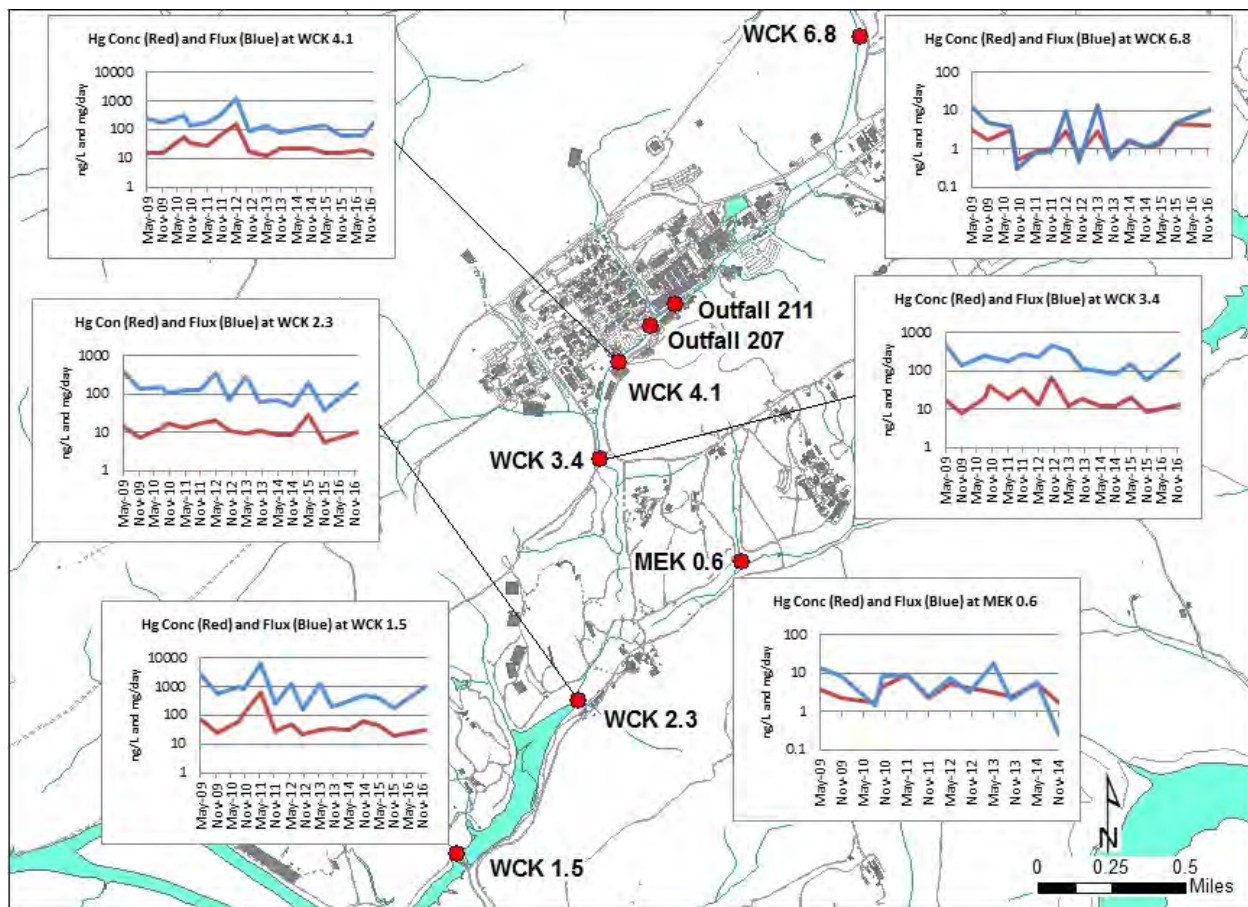 Hg Conc (Red) and Flux (Blue) at WCK 4.1
ng/L and mg/day
10000
1000
100
10
1
May-09
Nov-09
May-10
Nov-10
May-11
Nov-11
May-12
Nov-12
May-13
Nov-13
May-14
Nov-14
May-15
Nov-15
May-16
Nov-16
WCK 6.8
Hg Conc (Red) and Flux (Blue) at WCK 6.8
ng/L and mg/day
100
10
1
0.1
May-09
Nov-09
May-10
Nov-10
May-11
Nov-11
May-12
Nov-12
May-13
Nov-13
May-14
Nov-14
May-15
Nov-15
May-16
Nov-16
Hg Con (Red) and Flux (Blue) at WCK 2.3
ng/L and mg/day
1000
100
10
1
May-09
Nov-09
May-10
Nov-10
May-11
Nov-11
May-12
Nov-12
May-13
Nov-13
May-14
Nov-14
May-15
Nov-15
May-16
Nov-16
Outfall 211
Outfall 207
WCK 4.1
Hg Conc (Red) and Flux (Blue) at WCK 3.4
ng/L and mg/day
1000
100
10
1
May-09
Nov-09
May-10
Nov-10
May-11
Nov-11
May-12
Nov-12
May-13
Nov-13
May-14
Nov-14
May-15
Nov-15
May-16
Nov-16
WCK 3.4
MEK 0.6
Hg Conc (Red) and Flux (Blue) at WCK 1.5
ng/L and mg/day
10000
1000
100
10
1
May-09
Nov-09
May-10
Nov-10
May-11
Nov-11
May-12
Nov-12
May-13
Nov-13
May-14
Nov-14
May-15
Nov-15
May-16
Nov-16
WCK 2.3
Hg Conc (Red) and Flux (Blue) at MEK 0.6
ng/L and mg/day
100
10
1
0.1
May-09
Nov-09
May-10
Nov-10
May-11
Nov-11
May-12
Nov-12
May-13
Nov-13
May-14
Nov-14
WCK 1.5
N
0 0.25 0.5
Miles